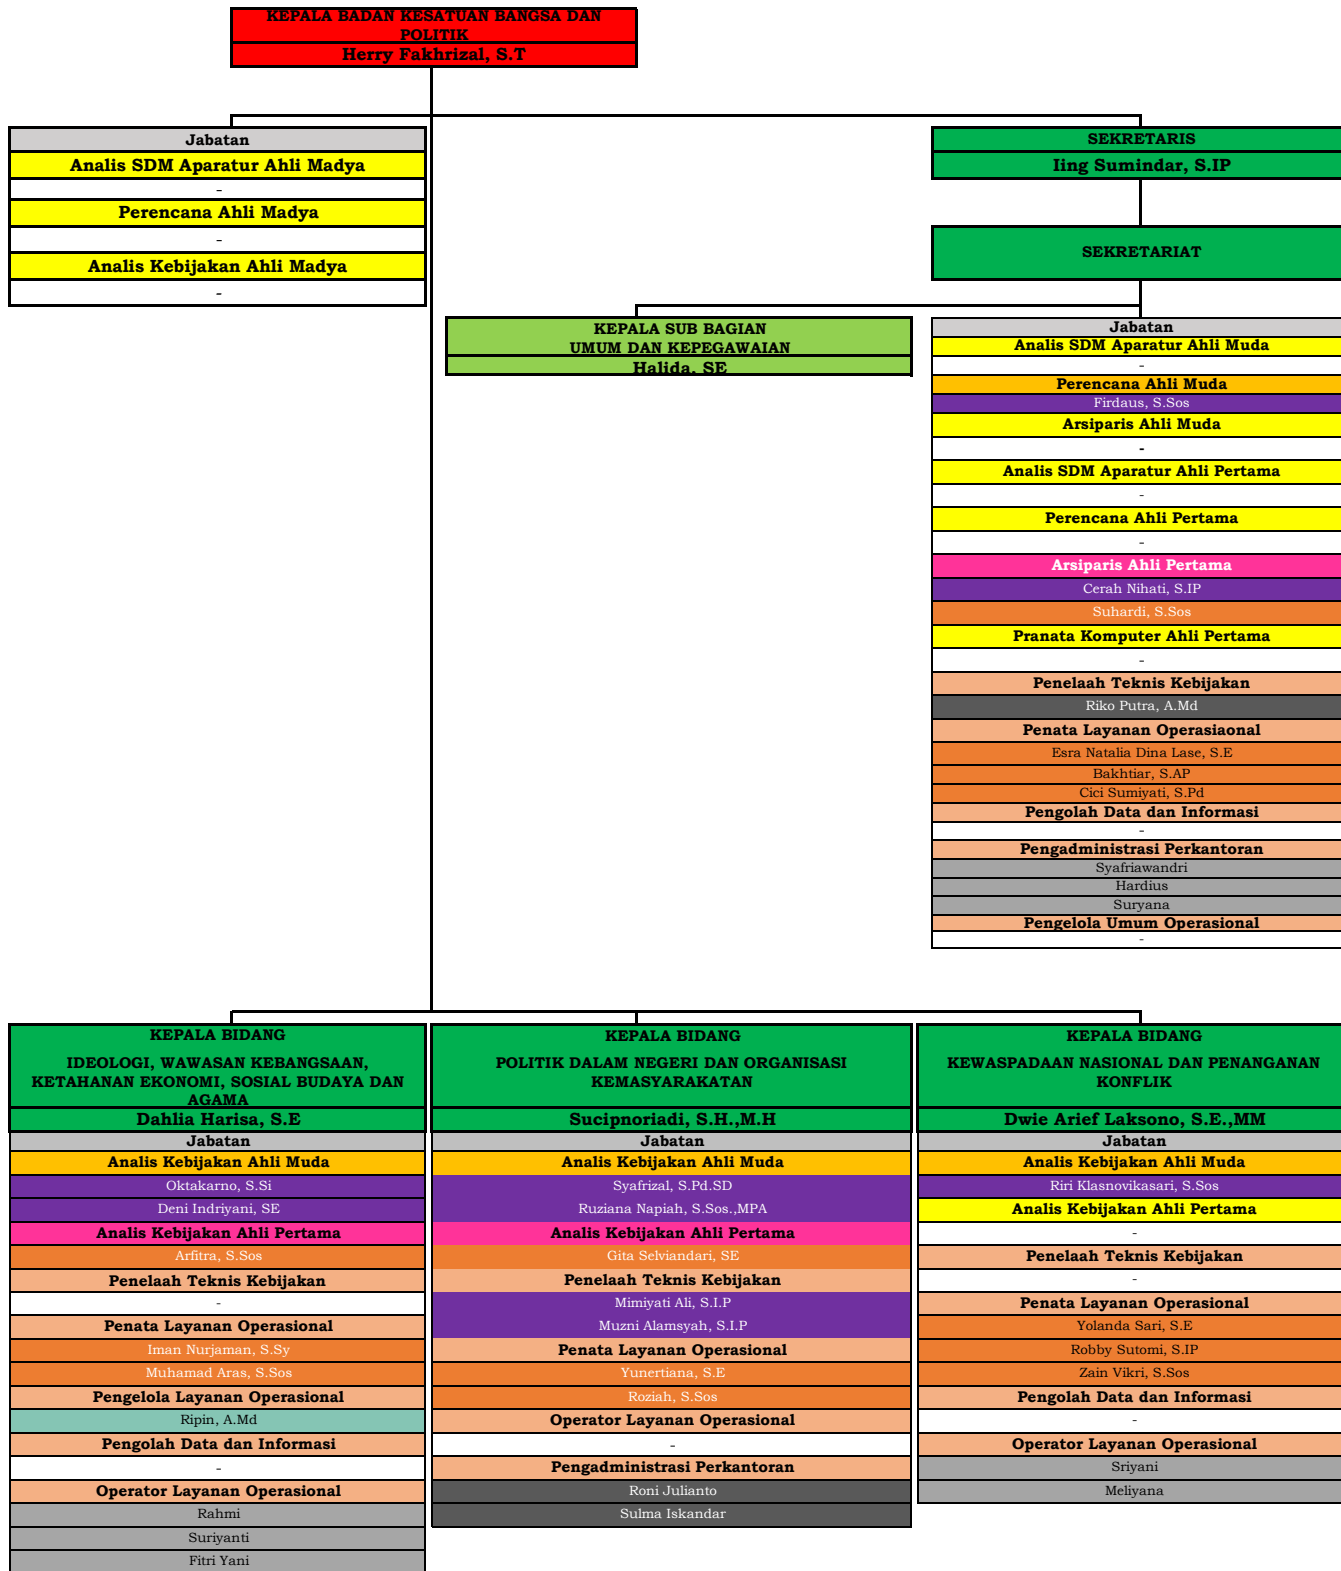 KEPALA BADAN KESATUAN BANGSA DAN
POLITIK
Herry Fakhrizal, S.T
Jabatan
Analis SDM Aparatur Ahli Madya
-
Perencana Ahli Madya
-
Analis Kebijakan Ahli Madya
-
SEKRETARIS
Iing Sumindar, S.IP
SEKRETARIAT
KEPALA SUB BAGIAN
UMUM DAN KEPEGAWAIAN
Halida, SE
Jabatan
Analis SDM Aparatur Ahli Muda
-
Perencana Ahli Muda
Firdaus, S.Sos
Arsiparis Ahli Muda
-
Analis SDM Aparatur Ahli Pertama
-
Perencana Ahli Pertama
-
Arsiparis Ahli Pertama
Cerah Nihati, S.IP
Suhardi, S.Sos
Pranata Komputer Ahli Pertama
-
Penelaah Teknis Kebijakan
Riko Putra, A.Md
Penata Layanan Operasiaonal
Esra Natalia Dina Lase, S.E
Bakhtiar, S.AP
Cici Sumiyati, S.Pd
Pengolah Data dan Informasi
-
Pengadministrasi Perkantoran
Syafriawandri
Hardius
Suryana
Pengelola Umum Operasional
-
KEPALA BIDANG
IDEOLOGI, WAWASAN KEBANGSAAN,
KETAHANAN EKONOMI, SOSIAL BUDAYA DAN
AGAMA
Dahlia Harisa, S.E
Jabatan
Analis Kebijakan Ahli Muda
Oktakarno, S.Si
Deni Indriyani, SE
Analis Kebijakan Ahli Pertama
Arfitra, S.Sos
Penelaah Teknis Kebijakan
-
Penata Layanan Operasional
Iman Nurjaman, S.Sy
Muhamad Aras, S.Sos
Pengelola Layanan Operasional
Ripin, A.Md
Pengolah Data dan Informasi
-
Operator Layanan Operasional
Rahmi
Suriyanti
Fitri Yani
KEPALA BIDANG
POLITIK DALAM NEGERI DAN ORGANISASI
KEMASYARAKATAN
Sucipnoriadi, S.H.,M.H
Jabatan
Analis Kebijakan Ahli Muda
Syafrizal, S.Pd.SD
Ruziana Napiah, S.Sos.,MPA
Analis Kebijakan Ahli Pertama
Gita Selviandari, SE
Penelaah Teknis Kebijakan
Mimiyati Ali, S.I.P
Muzni Alamsyah, S.I.P
Penata Layanan Operasional
Yunertiana, S.E
Roziah, S.Sos
Operator Layanan Operasional
-
Pengadministrasi Perkantoran
Roni Julianto
Sulma Iskandar
KEPALA BIDANG
KEWASPADAAN NASIONAL DAN PENANGANAN
KONFLIK
Dwie Arief Laksono, S.E.,MM
Jabatan
Analis Kebijakan Ahli Muda
Riri Klasnovikasari, S.Sos
Analis Kebijakan Ahli Pertama
-
Penelaah Teknis Kebijakan
-
Penata Layanan Operasional
Yolanda Sari, S.E
Robby Sutomi, S.IP
Zain Vikri, S.Sos
Pengolah Data dan Informasi
-
Operator Layanan Operasional
Sriyani
Meliyana